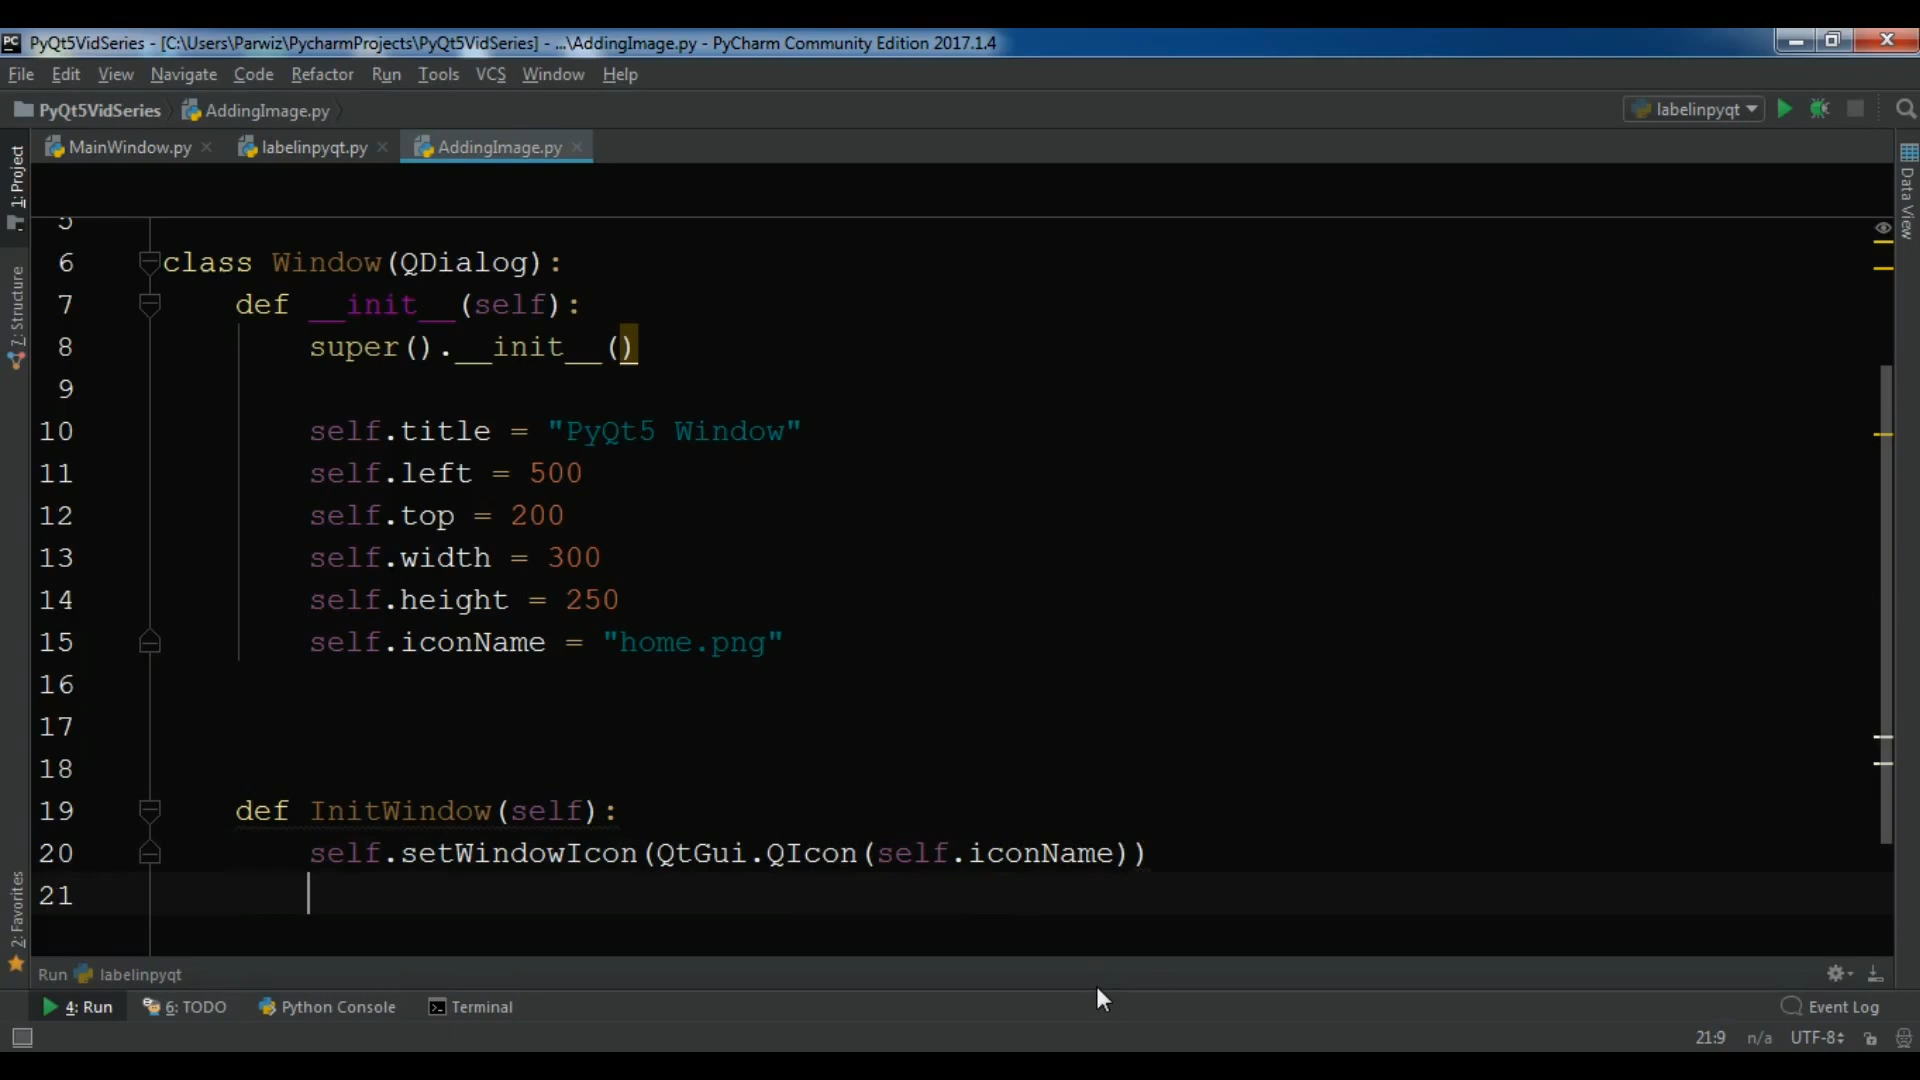 PC PyQt5VidSeries - [C:\Users\Parwiz\PycharmProjects\PyQt5VidSeries] - ...\AddingImage.py - PyCharm Community Edition 2017.1.4
File Edit View Navigate Code Refactor Run Tools VCS Window Help
PyQt5VidSeries AddingImage.py labelinpyqt
MainWindow.py labelinpyqt.py AddingImage.py
1: Project
7: Structure
2: Favorites
Data View
5
6 class Window(QDialog):
7 def __init__(self):
8 super().__init__()
9
10 self.title = "PyQt5 Window"
11 self.left = 500
12 self.top = 200
13 self.width = 300
14 self.height = 250
15 self.iconName = "home.png"
16
17
18
19 def InitWindow(self):
20 self.setWindowIcon(QtGui.QIcon(self.iconName))
21
Run labelinpyqt
4: Run 6: TODO Python Console Terminal Event Log
21:9 n/a UTF-8